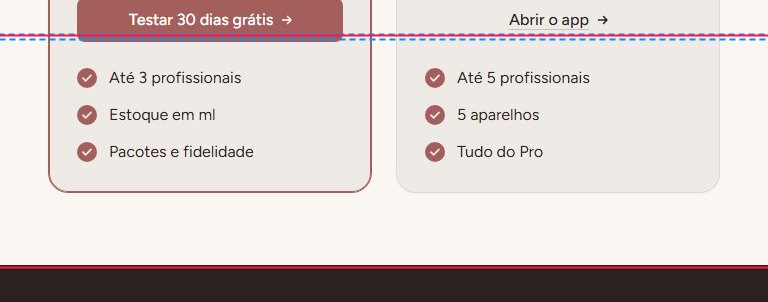 Testar 30 dias grátis →
Abrir o app →
Até 3 profissionais
Estoque em ml
Pacotes e fidelidade
Até 5 profissionais
5 aparelhos
Tudo do Pro